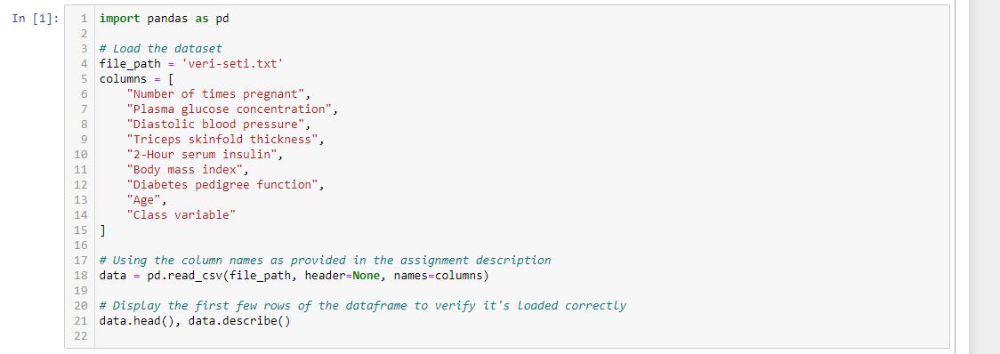 In [1]:
1 import pandas as pd
2
3 # Load the dataset
4 file_path = 'veri-seti.txt'
5 columns = [
6     "Number of times pregnant",
7     "Plasma glucose concentration",
8     "Diastolic blood pressure",
9     "Triceps skinfold thickness",
10     "2-Hour serum insulin",
11     "Body mass index",
12     "Diabetes pedigree function",
13     "Age",
14     "Class variable"
15 ]
16
17 # Using the column names as provided in the assignment description
18 data = pd.read_csv(file_path, header=None, names=columns)
19
20 # Display the first few rows of the dataframe to verify it's loaded correctly
21 data.head(), data.describe()
22